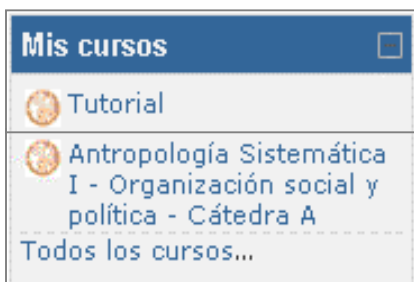 Mis cursos
Tutorial
Antropología Sistemática
I - Organización social y
política - Cátedra A
Todos los cursos...